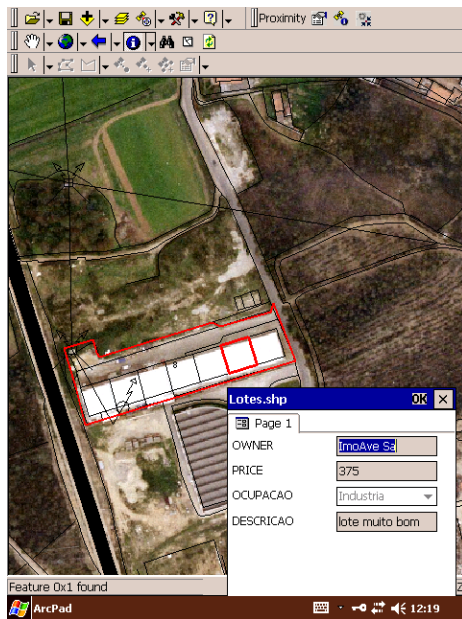 Proximity
8
Lotes.shp OK
Page 1
OWNER ImoAve Sa
PRICE 375
OCUPACAO Industria
DESCRICAO lote muito bom
Feature 0x1 found
ArcPad 12:19